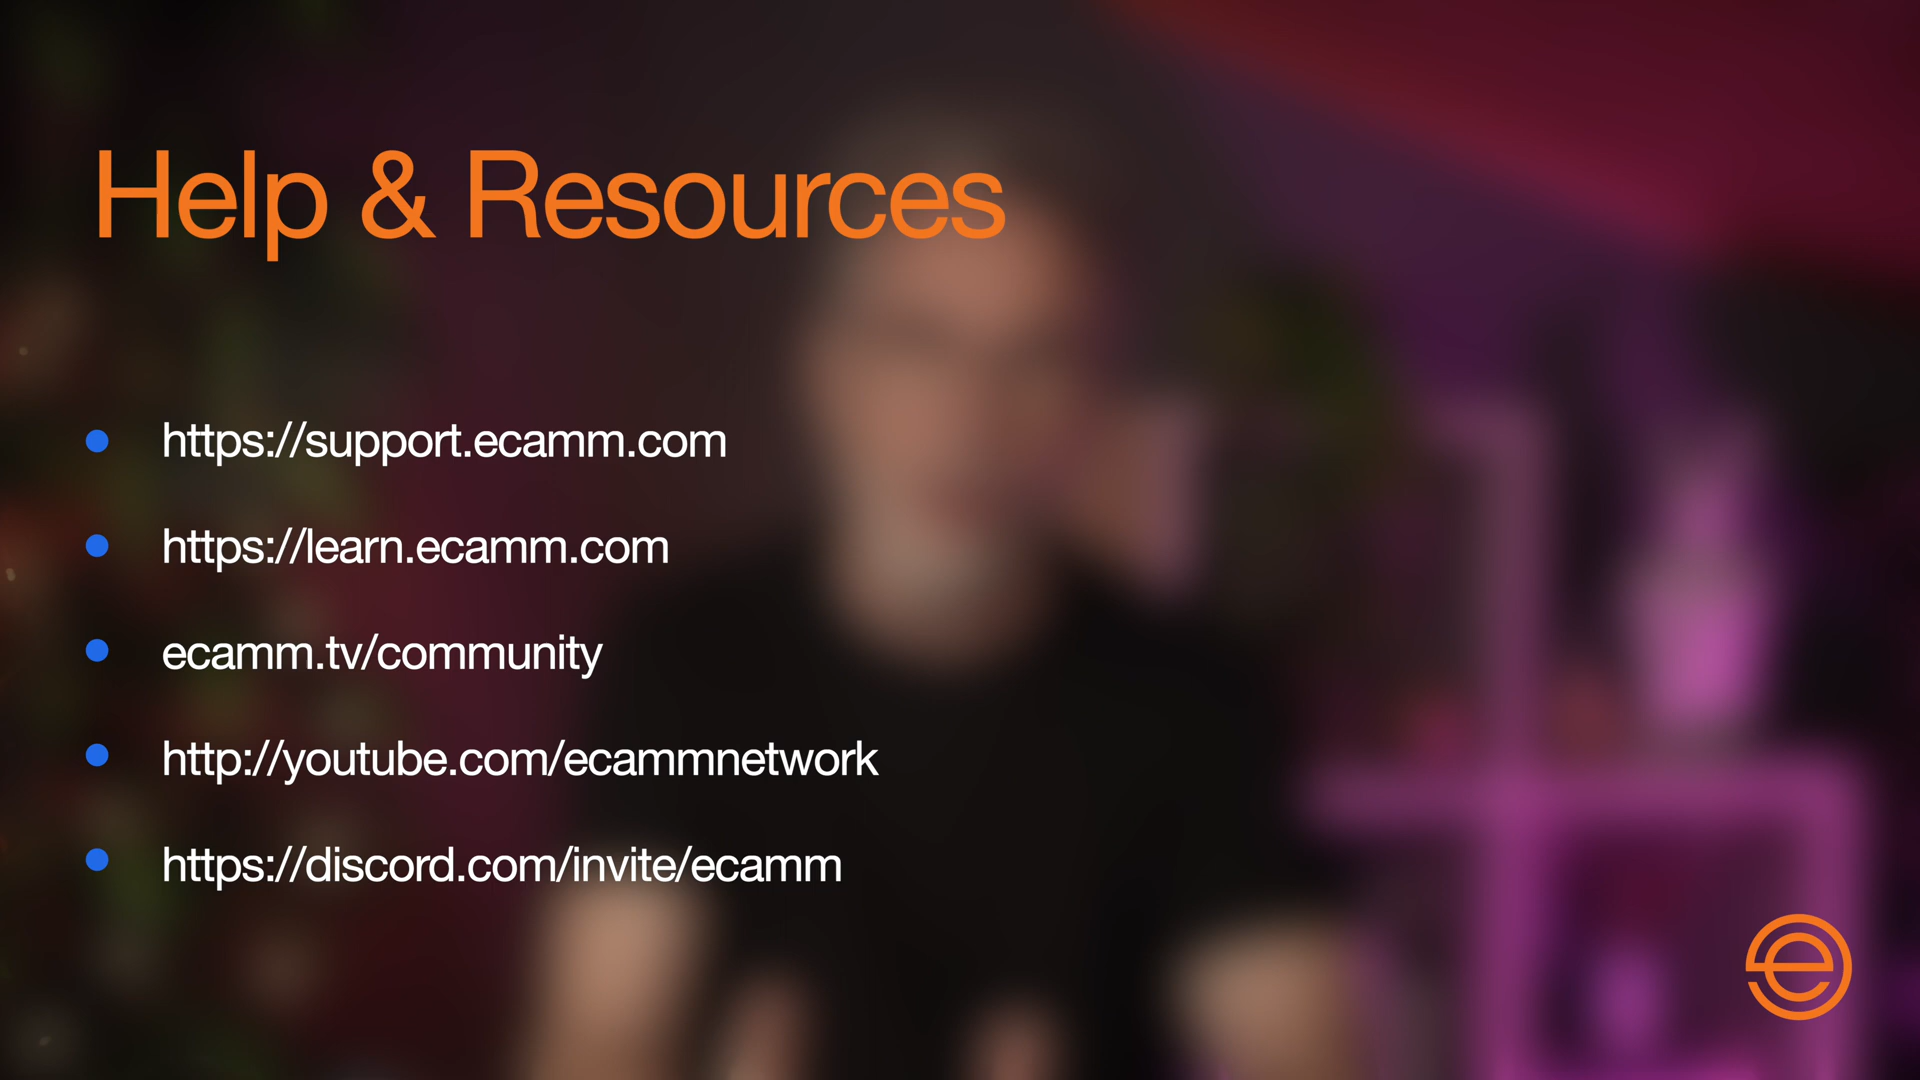 Help & Resources
https://support.ecamm.com
https://learn.ecamm.com
ecamm.tv/community
http://youtube.com/ecammnetwork
https://discord.com/invite/ecamm